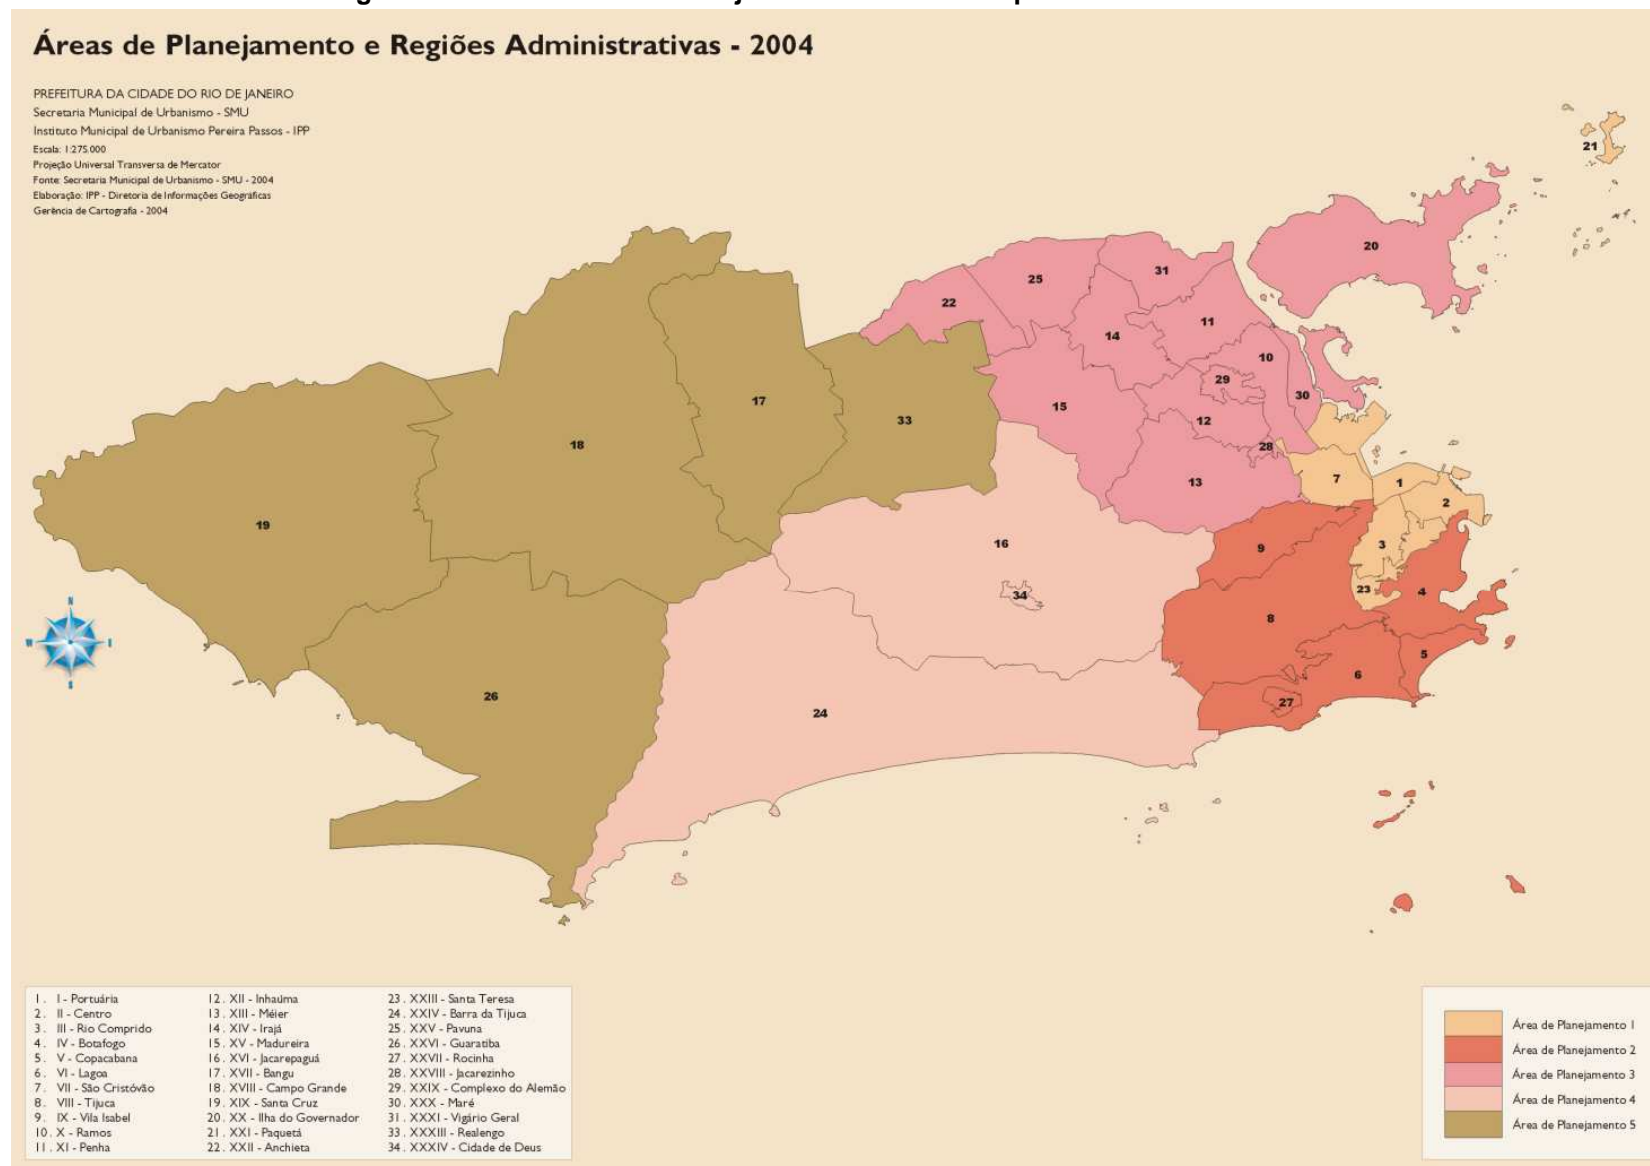 Áreas de Planejamento e Regiões Administrativas - 2004
PREFEITURA DA CIDADE DO RIO DE JANEIRO
Secretaria Municipal de Urbanismo - SMU
Instituto Municipal de Urbanismo Pereira Passos - IPP
Escala: 1:275.000
Projeção Universal Transversa de Mercator
Fonte: Secretaria Municipal de Urbanismo - SMU - 2004
Elaboração: IPP - Diretoria de Informações Geográficas
Gerência de Cartografia - 2004
21
20
31
25
22
11
14
10
29
30
15
17
33
12
28
18
13
7
1
2
19
16
9
3
34
23
4
8
5
6
26
27
24
N
W
I
S
1. I - Portuária
2. II - Centro
3. III - Rio Comprido
4. IV - Botafogo
5. V - Copacabana
6. VI - Lagoa
7. VII - São Cristóvão
8. VIII - Tijuca
9. IX - Vila Isabel
10. X - Ramos
11. XI - Penha
12. XII - Inhaúma
13. XIII - Méier
14. XIV - Irajá
15. XV - Madureira
16. XVI - Jacarepaguá
17. XVII - Bangu
18. XVIII - Campo Grande
19. XIX - Santa Cruz
20. XX - Ilha do Governador
21. XXI - Paquetá
22. XXII - Anchieta
23. XXIII - Santa Teresa
24. XXIV - Barra da Tijuca
25. XXV - Pavuna
26. XXVI - Guaratiba
27. XXVII - Rocinha
28. XXVIII - Jacarezinho
29. XXIX - Complexo do Alemão
30. XXX - Maré
31. XXXI - Vigário Geral
33. XXXIII - Realengo
34. XXXIV - Cidade de Deus
Área de Planejamento 1
Área de Planejamento 2
Área de Planejamento 3
Área de Planejamento 4
Área de Planejamento 5